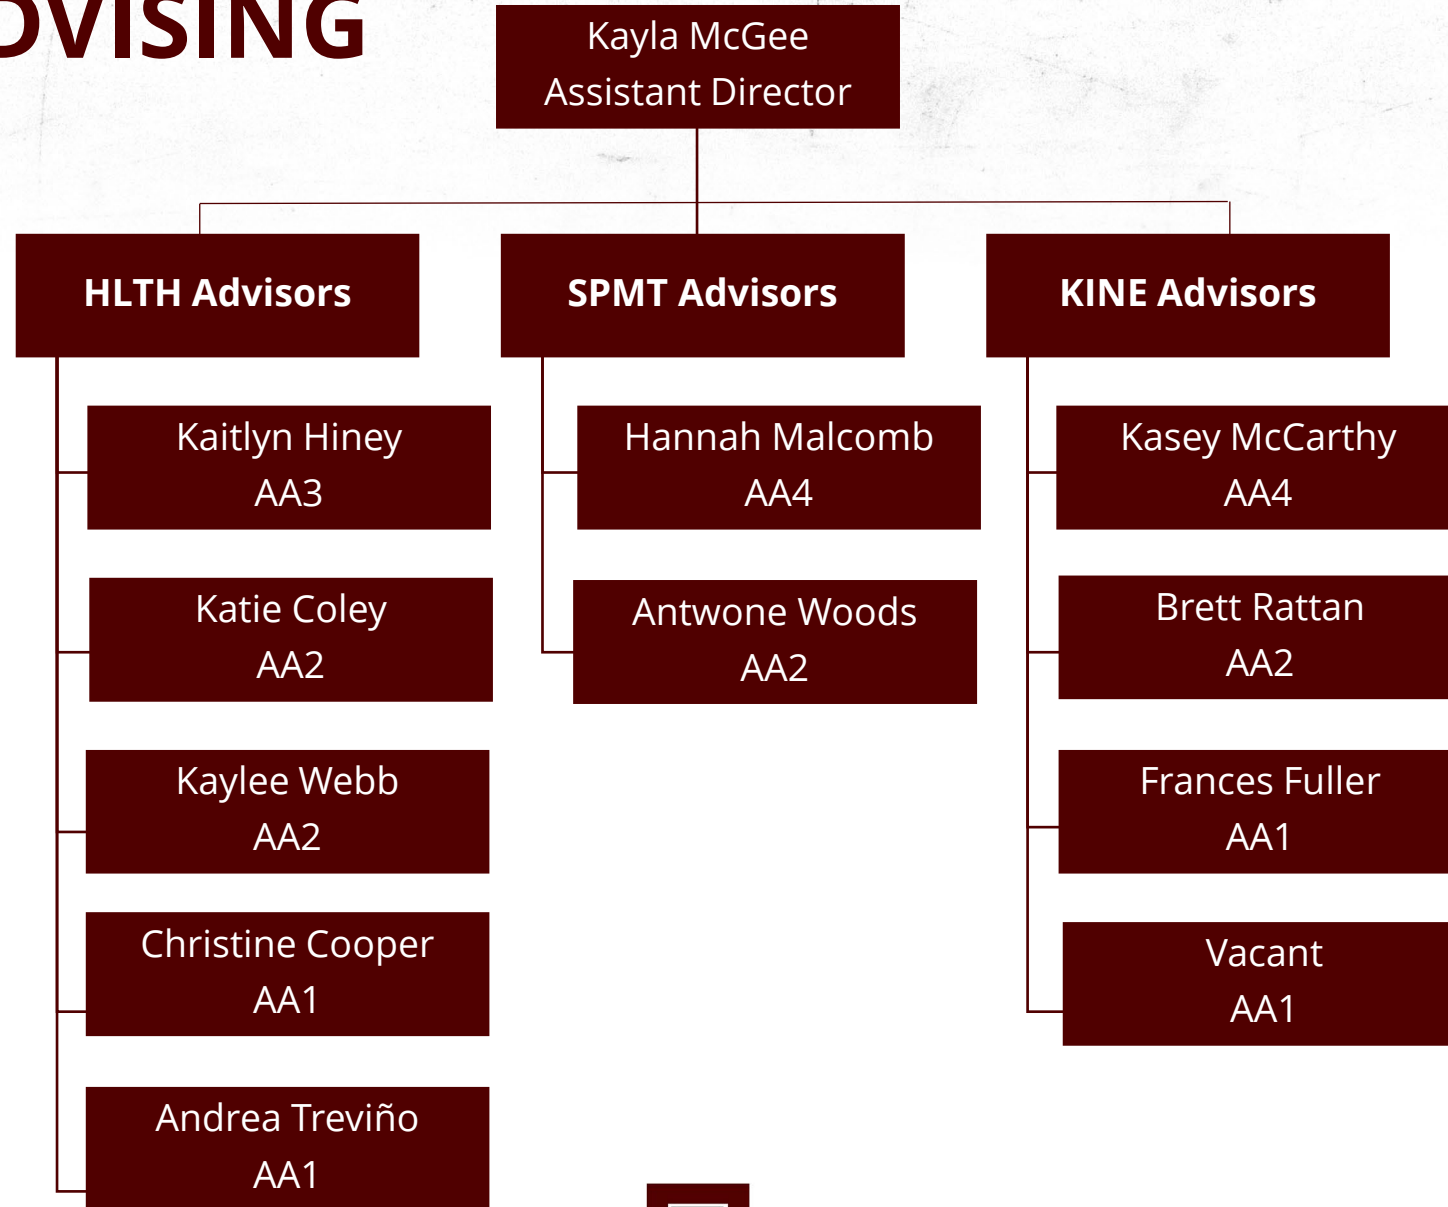 DVISING
Kayla McGee
Assistant Director
HLTH Advisors
Kaitlyn Hiney
AA3
Katie Coley
AA2
Kaylee Webb
AA2
Christine Cooper
AA1
Andrea Treviño
AA1
SPMT Advisors
Hannah Malcomb
AA4
Antwone Woods
AA2
KINE Advisors
Kasey McCarthy
AA4
Brett Rattan
AA2
Frances Fuller
AA1
Vacant
AA1